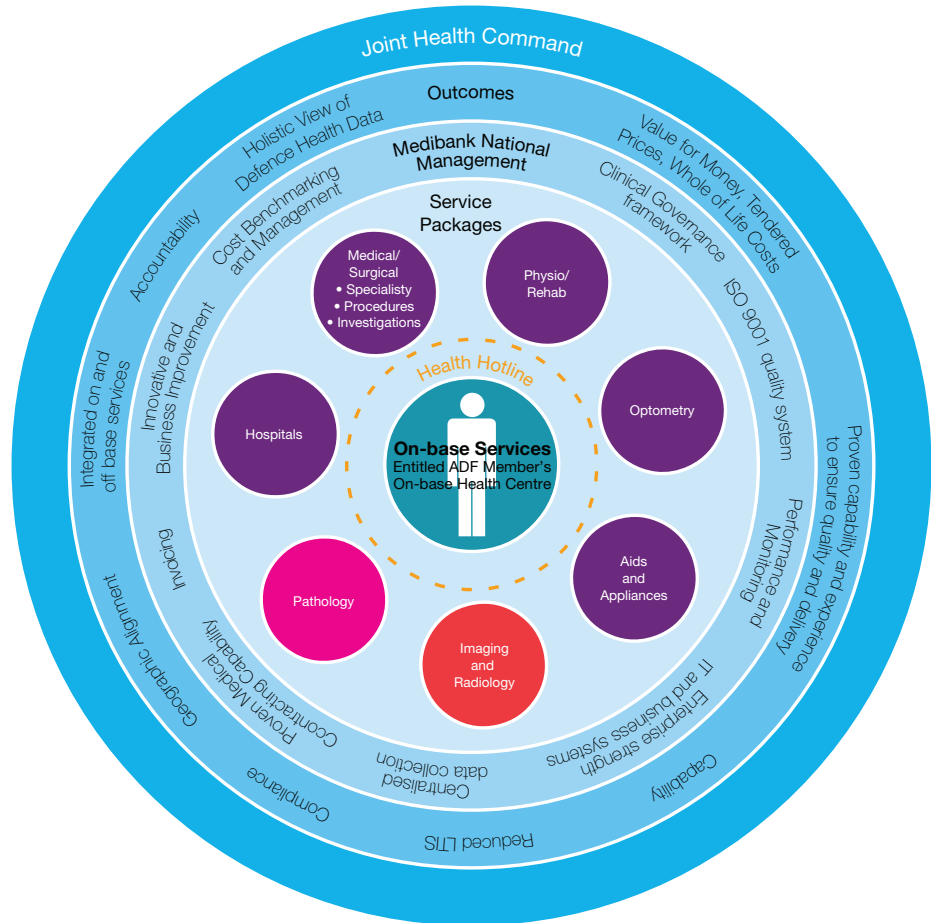 Joint Health Command
Outcomes
Holistic View of
Defence Health Data
Value for Money, Tendered
Prices, Whole of Life Costs
Proven capability and experience
to ensure quality and delivery
Capability
Reduced LTIS
Compliance
Geographic Alignment
Integrated on and
off base services
Accountability
Medibank National
Management
Clinical Governance
framework
ISO 9001 quality system
Performance and
Monitoring
Enterprise strength
IT and business systems
Centralised
data collection
Proven Medical
Ccontracting Capability
Invoicing
Innovative and
Business Improvement
Cost Benchmarking
and Management
Service
Packages
Medical/
Surgical
• Specialisty
• Procedures
• Investigations
Physio/
Rehab
Optometry
Aids
and
Appliances
Imaging
and
Radiology
Pathology
Hospitals
Health Hotline
On-base Services
Entitled ADF Member's
On-base Health Centre